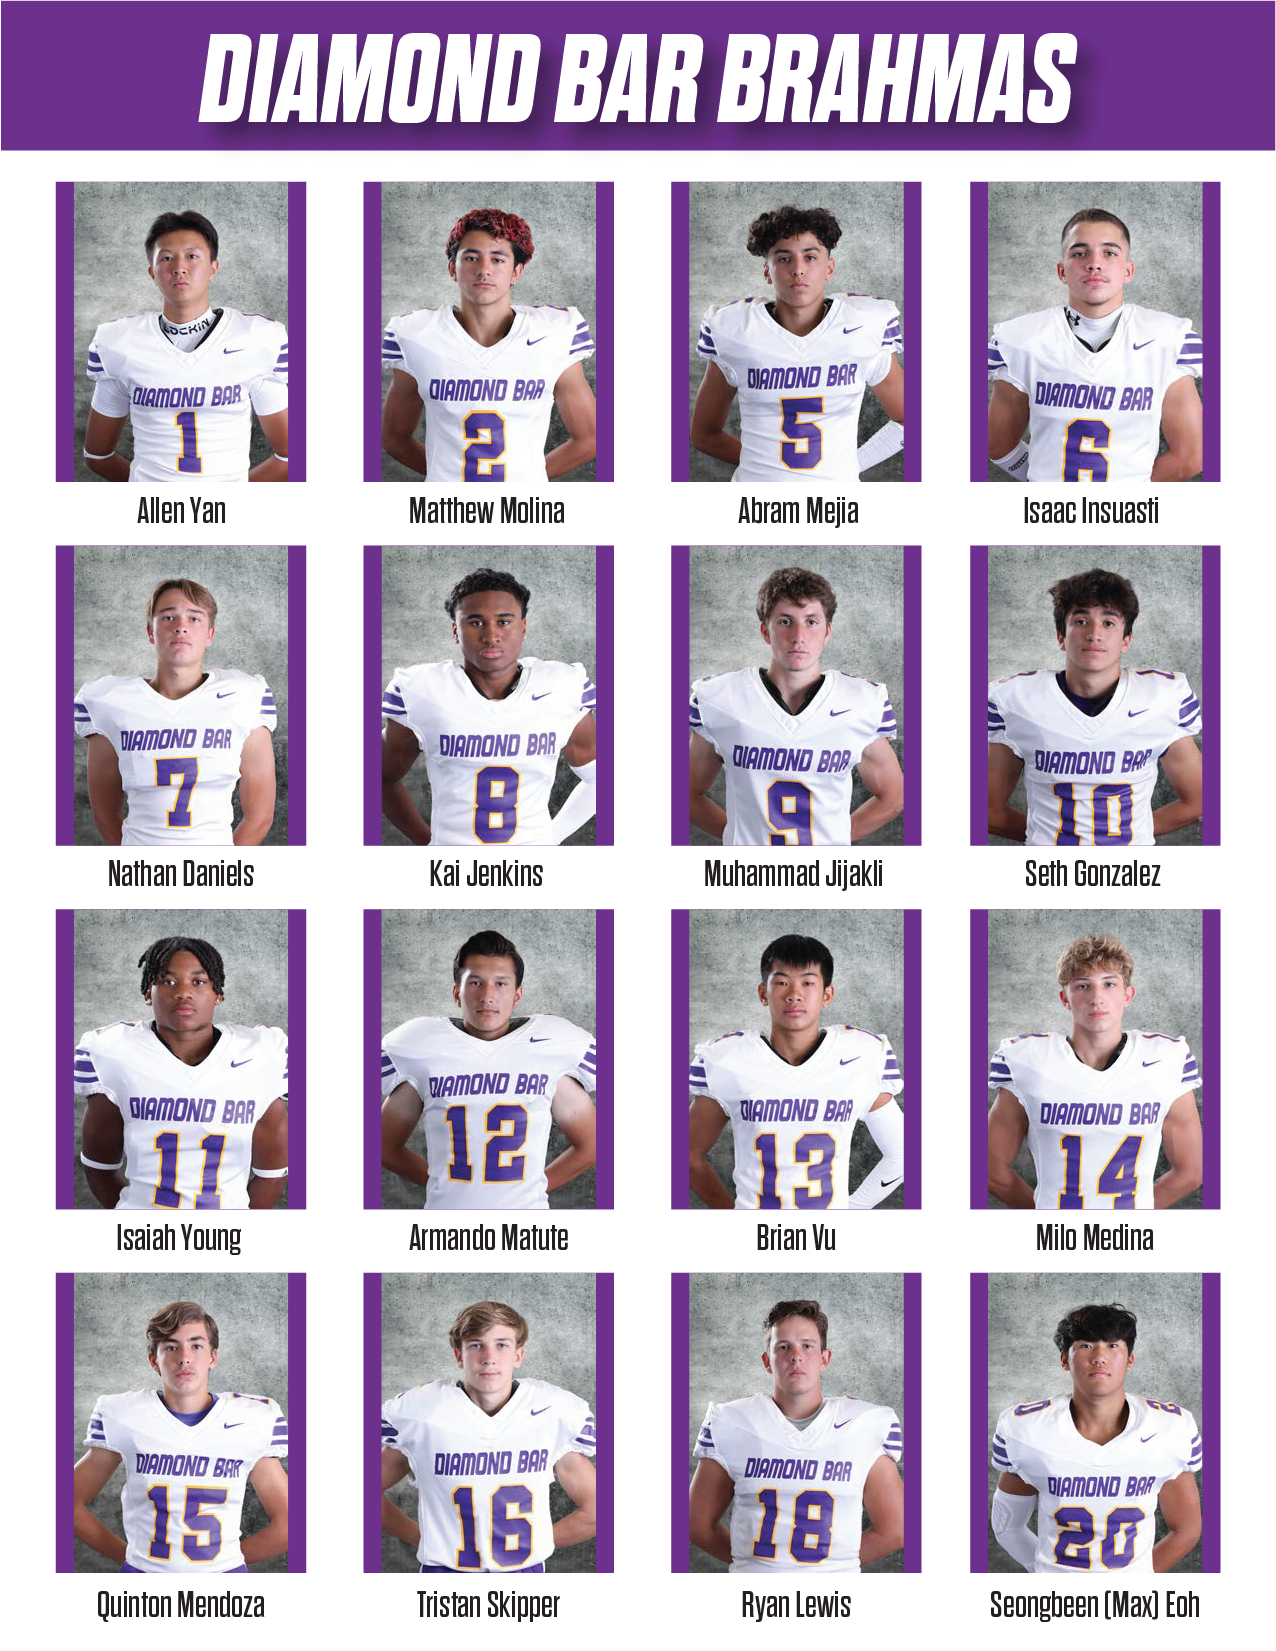 DIAMOND BAR BRAHMAS
LOCKIN
DIAMOND BAR
1
DIAMOND BAR
2
DIAMOND BAR
5
DIAMOND BAR
6
Allen Yan
Matthew Molina
Abram Mejia
Isaac Insuasti
DIAMOND BAR
7
DIAMOND BAR
8
DIAMOND BAR
9
DIAMOND BAR
10
Nathan Daniels
Kai Jenkins
Muhammad Jijakli
Seth Gonzalez
DIAMOND BAR
11
DIAMOND BAR
12
DIAMOND BAR
13
DIAMOND BAR
14
Isaiah Young
Armando Matute
Brian Vu
Milo Medina
DIAMOND BAR
15
DIAMOND BAR
16
DIAMOND BAR
18
20
DIAMOND BAR
20
Quinton Mendoza
Tristan Skipper
Ryan Lewis
Seongbeen (Max) Eoh